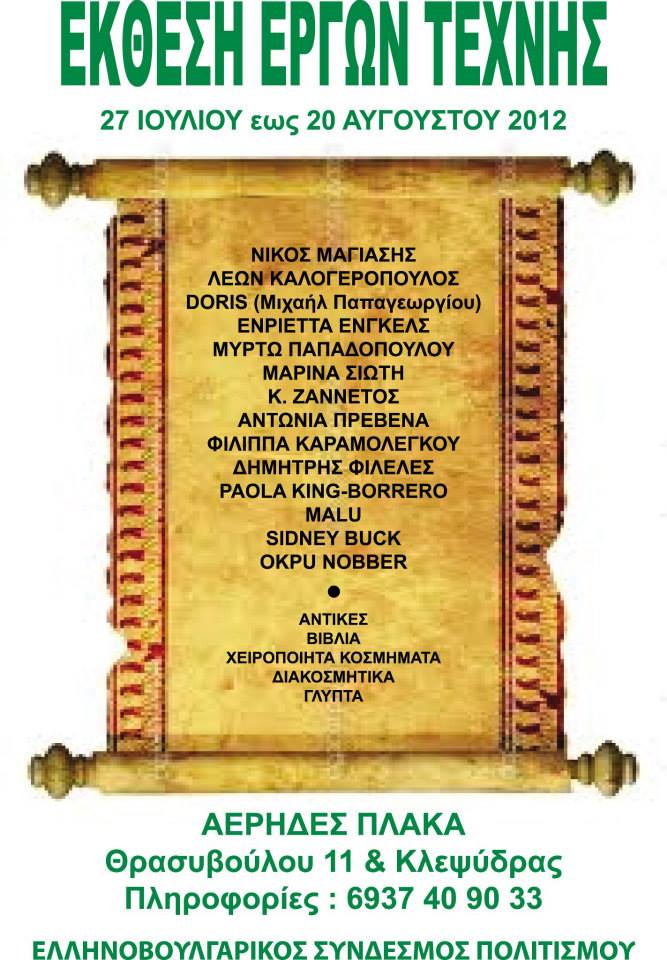 ΕΚΘΕΣΗ ΕΡΓΩΝ ΤΕΧΝΗΣ
27 ΙΟΥΛΙΟΥ εως 20 ΑΥΓΟΥΣΤΟΥ 2012
ΝΙΚΟΣ ΜΑΓΙΑΣΗΣ
ΛΕΩΝ ΚΑΛΟΓΕΡΟΠΟΥΛΟΣ
DORIS (Μιχαήλ Παπαγεωργίου)
ΕΝΡΙΕΤΤΑ ΕΝΓΚΕΛΣ
ΜΥΡΤΩ ΠΑΠΑΔΟΠΟΥΛΟΥ
ΜΑΡΙΝΑ ΣΙΩΤΗ
Κ. ΖΑΝΝΕΤΟΣ
ΑΝΤΩΝΙΑ ΠΡΕΒΕΝΑ
ΦΙΛΙΠΠΑ ΚΑΡΑΜΟΛΕΓΚΟΥ
ΔΗΜΗΤΡΗΣ ΦΙΛΕΛΕΣ
PAOLA KING-BORRERO
MALU
SIDNEY BUCK
OKPU NOBBER
•
ΑΝΤΙΚΕΣ
ΒΙΒΛΙΑ
ΧΕΙΡΟΠΟΙΗΤΑ ΚΟΣΜΗΜΑΤΑ
ΔΙΑΚΟΣΜΗΤΙΚΑ
ΓΛΥΠΤΑ
ΑΕΡΗΔΕΣ ΠΛΑΚΑ
Θρασυβούλου 11 & Κλεψύδρας
Πληροφορίες : 6937 40 90 33
ΕΛΛΗΝΟΒΟΥΛΓΑΡΙΚΟΣ ΣΥΝΔΕΣΜΟΣ ΠΟΛΙΤΙΣΜΟΥ